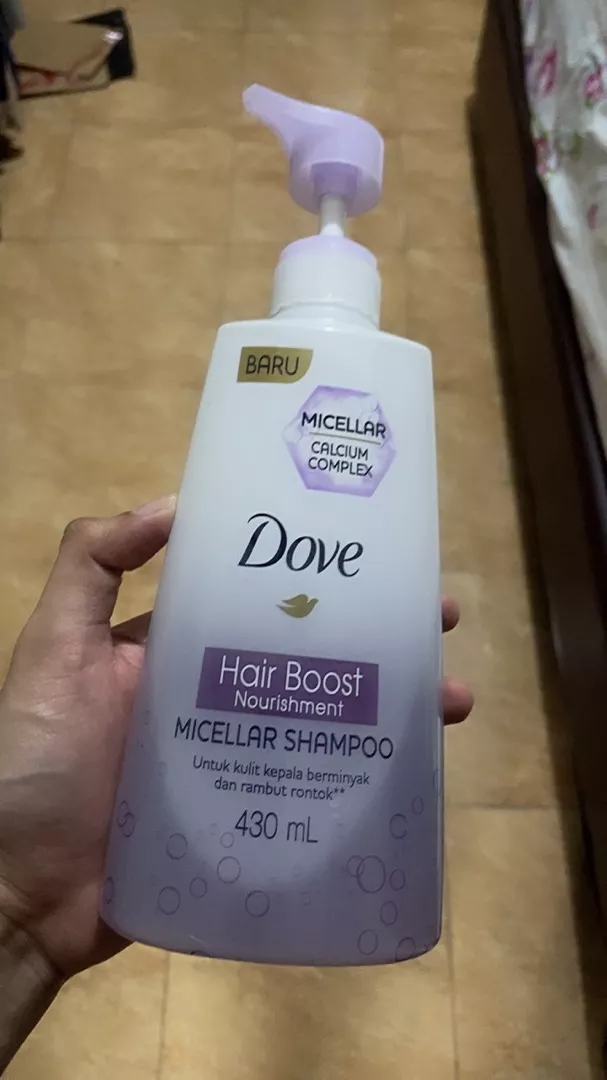 BARU
MICELLAR
CALCIUM
COMPLEX
Dove
Hair Boost
Nourishment
MICELLAR SHAMPOO
Untuk kulit kepala berminyak
dan rambut rontok**
430 mL